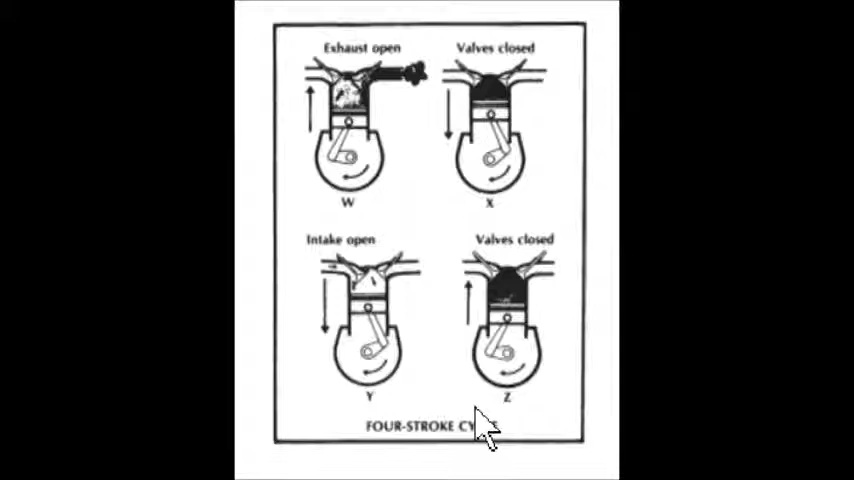 Exhaust open
Valves closed
W
X
Intake open
Valves closed
Y
Z
FOUR-STROKE